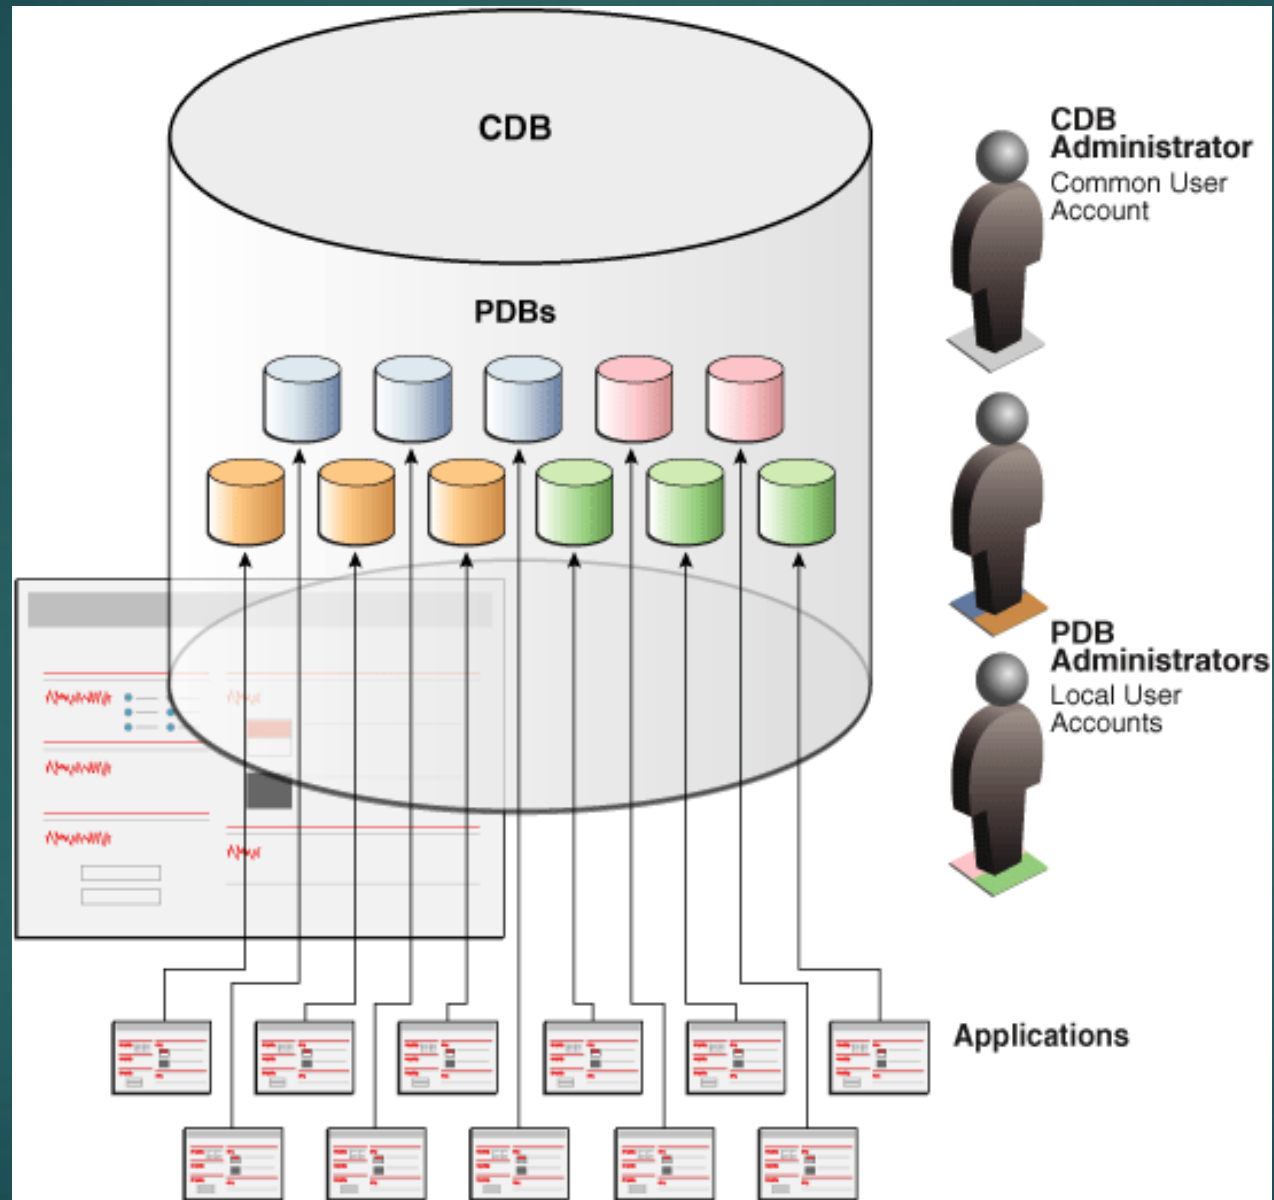 CDB
PDBs
CDB
Administrator
Common User
Account
PDB
Administrators
Local User
Accounts
Applications